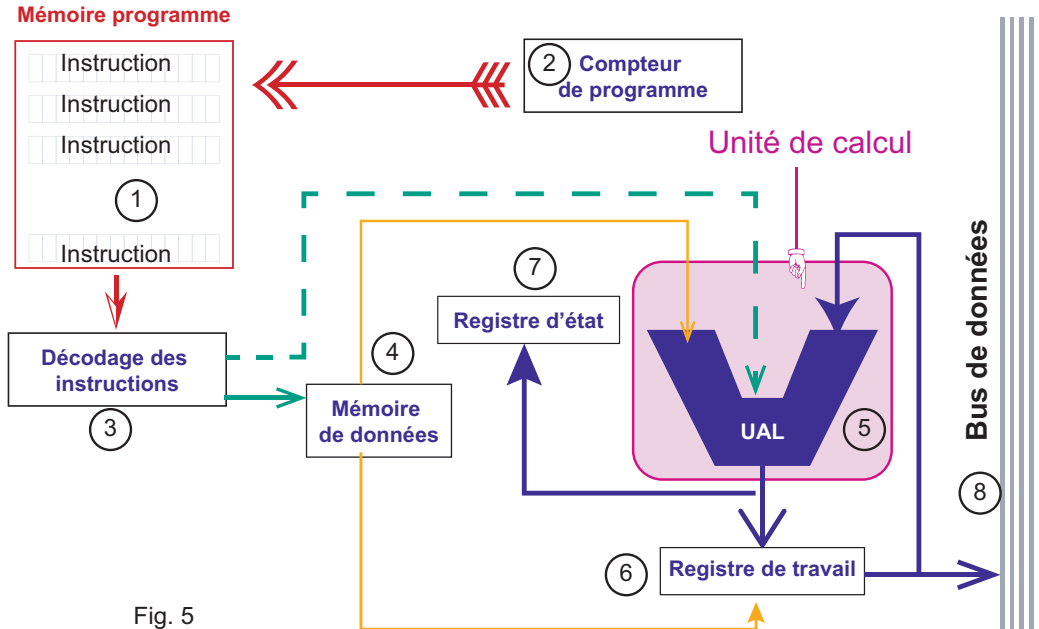 Mémoire programme
Instruction
Instruction
Instruction
1
Instruction
2
Compteur
de programme
Unité de calcul
7
Registre d'état
Décodage des
instructions
3
4
Mémoire
de données
UAL
5
Bus de données
8
6
Registre de travail
Fig. 5